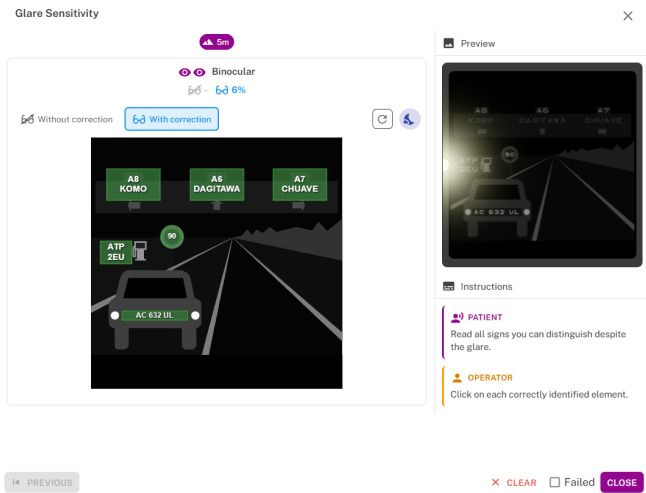 Glare Sensitivity
5m
Binocular
- 6%
Without correction
With correction
A8
KOMO
A6
DAGITAWA
A7
CHUAVE
90
ATP
2EU
AC 632 UL
Preview
A8
KOMO
A6
DAGITAWA
A7
CHUAVE
90
ATP
2EU
AC 632 UL
Instructions
PATIENT
Read all signs you can distinguish despite
the glare.
OPERATOR
Click on each correctly identified element.
PREVIOUS
CLEAR
Failed
CLOSE